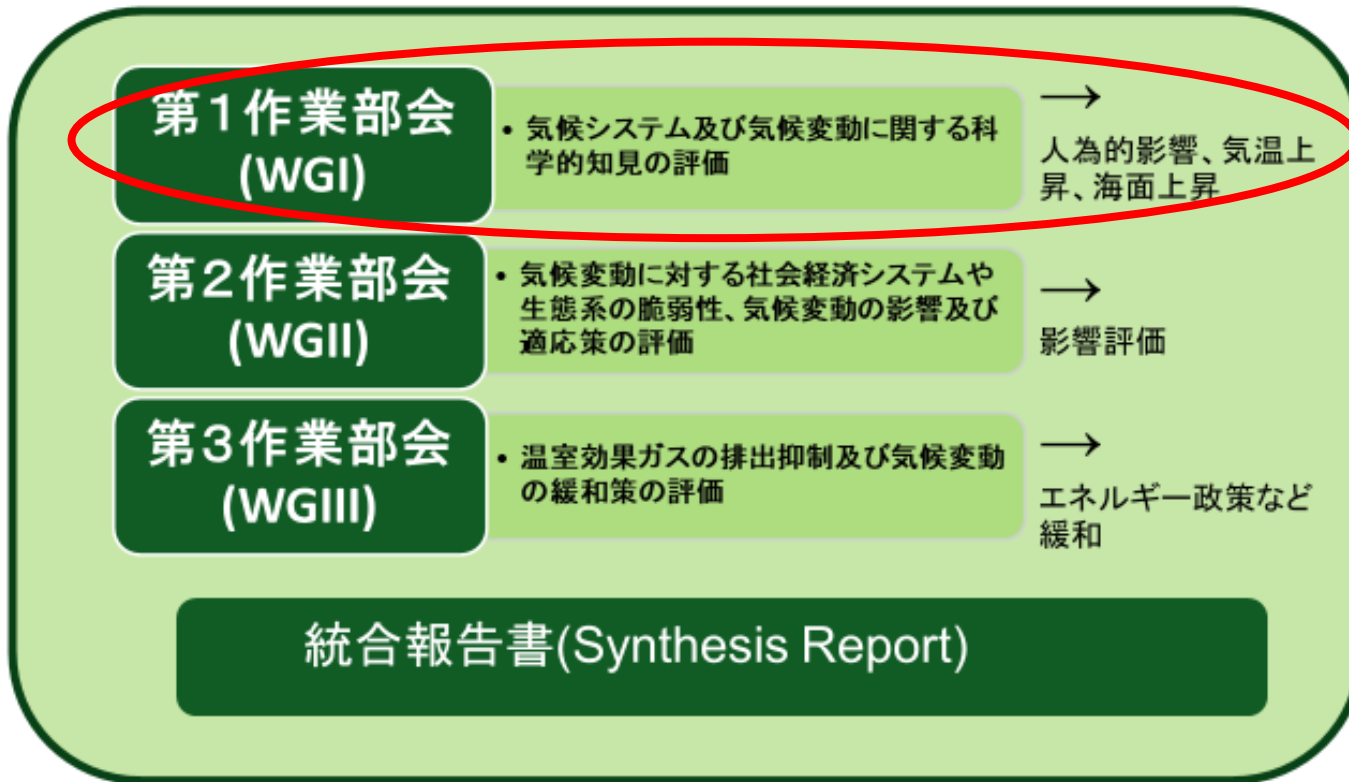 第１作業部会
(WGI)
• 気候システム及び気候変動に関する科
学的知見の評価
→
人為的影響、気温上
昇、海面上昇
第２作業部会
(WGII)
• 気候変動に対する社会経済システムや
生態系の脆弱性、気候変動の影響及び
適応策の評価
→
影響評価
第３作業部会
(WGIII)
• 温室効果ガスの排出抑制及び気候変動
の緩和策の評価
→
エネルギー政策など
緩和
統合報告書(Synthesis Report)